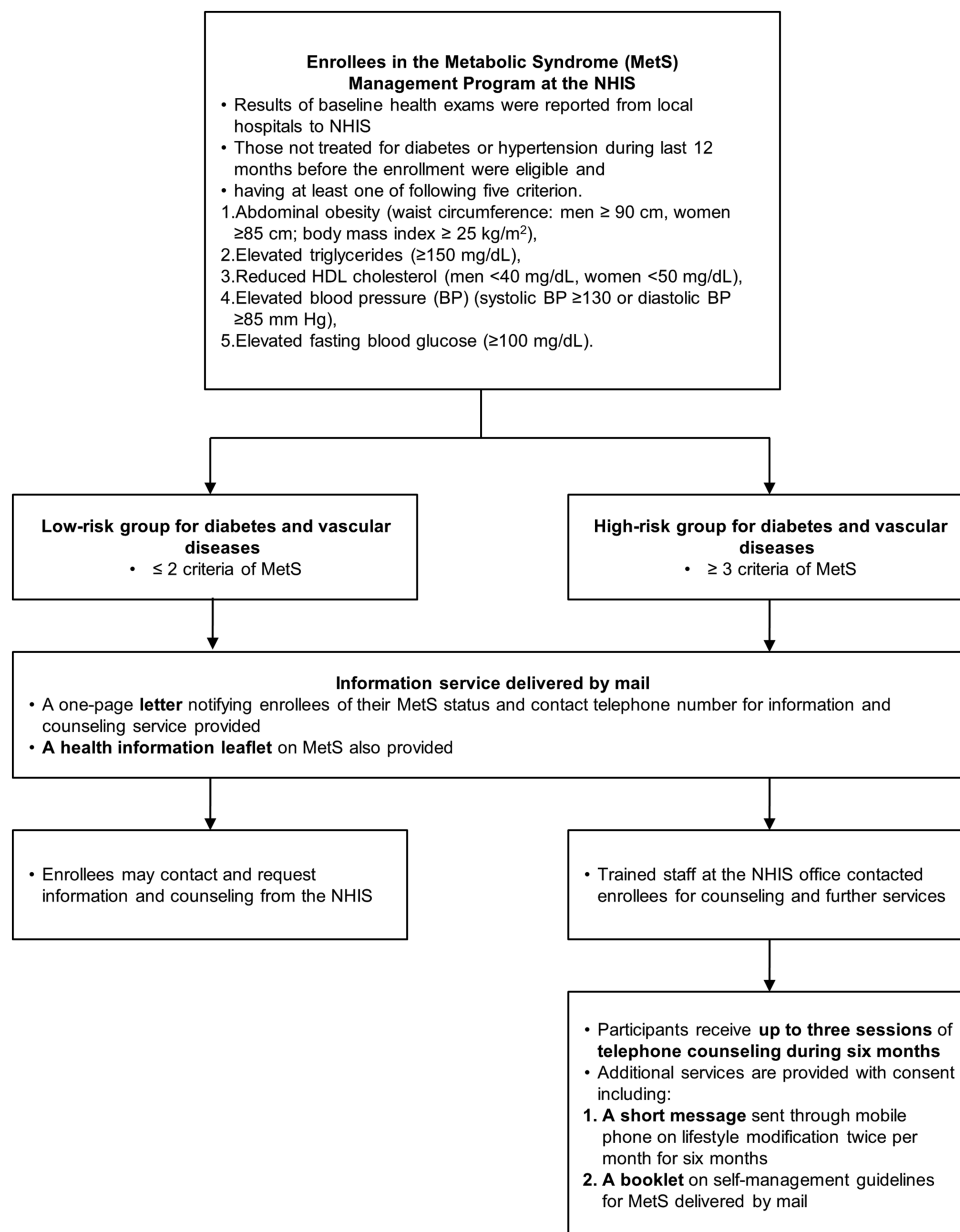 Enrollees in the Metabolic Syndrome (MetS)
Management Program at the NHIS
• Results of baseline health exams were reported from local
hospitals to NHIS
• Those not treated for diabetes or hypertension during last 12
months before the enrollment were eligible and
• having at least one of following five criterion.
1.Abdominal obesity (waist circumference: men ≥ 90 cm, women
≥85 cm; body mass index ≥ 25 kg/m²),
2.Elevated triglycerides (≥150 mg/dL),
3.Reduced HDL cholesterol (men <40 mg/dL, women <50 mg/dL),
4.Elevated blood pressure (BP) (systolic BP ≥130 or diastolic BP
≥85 mm Hg),
5.Elevated fasting blood glucose (≥100 mg/dL).
Low-risk group for diabetes and vascular
diseases
• ≤ 2 criteria of MetS
High-risk group for diabetes and vascular
diseases
• ≥ 3 criteria of MetS
Information service delivered by mail
• A one-page letter notifying enrollees of their MetS status and contact telephone number for information and
counseling service provided
• A health information leaflet on MetS also provided
• Enrollees may contact and request
information and counseling from the NHIS
• Trained staff at the NHIS office contacted
enrollees for counseling and further services
• Participants receive up to three sessions of
telephone counseling during six months
• Additional services are provided with consent
including:
1. A short message sent through mobile
phone on lifestyle modification twice per
month for six months
2. A booklet on self-management guidelines
for MetS delivered by mail